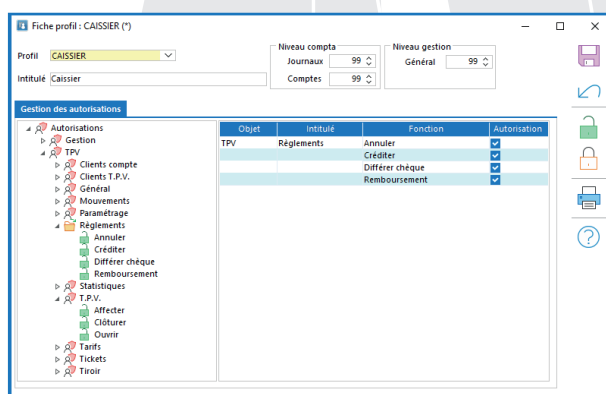 Fiche profil : CAISSIER (*)
Profil CAISSIER
Intitulé Caissier
Niveau compta
Journaux 99
Comptes 99
Niveau gestion
Général 99
Gestion des autorisations
Autorisations
Gestion
TPV
Clients compte
Clients T.P.V.
Général
Mouvements
Paramétrage
Règlements
Annuler
Créditer
Différer chèque
Remboursement
Statistiques
T.P.V.
Affecter
Clôturer
Ouvrir
Tarifs
Tickets
Tiroir
Objet Intitulé Fonction Autorisation
TPV Règlements Annuler
Créditer
Différer chèque
Remboursement